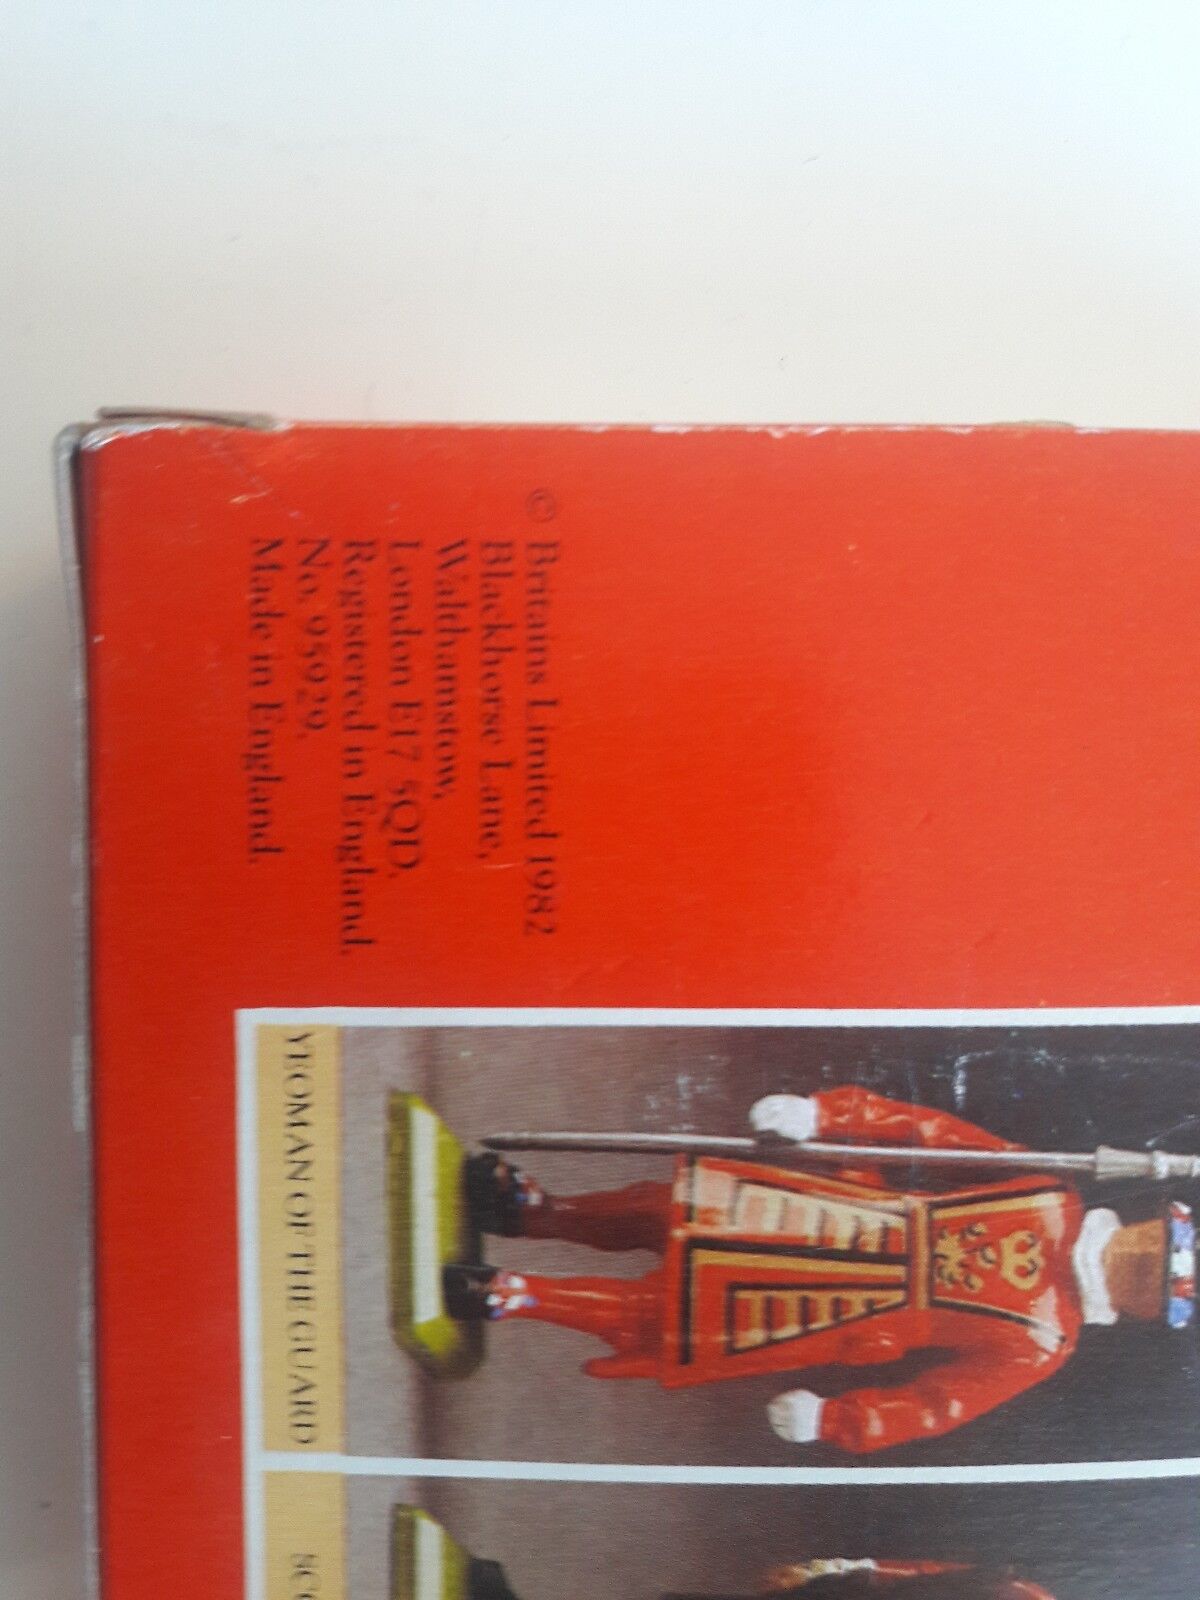 © Britains Limited 1982
Blackhorse Lane,
Walthamstow,
London E17 5QD.
Registered in England.
No. 95929.
Made in England.
YEOMAN OF THE GUARD
SCO